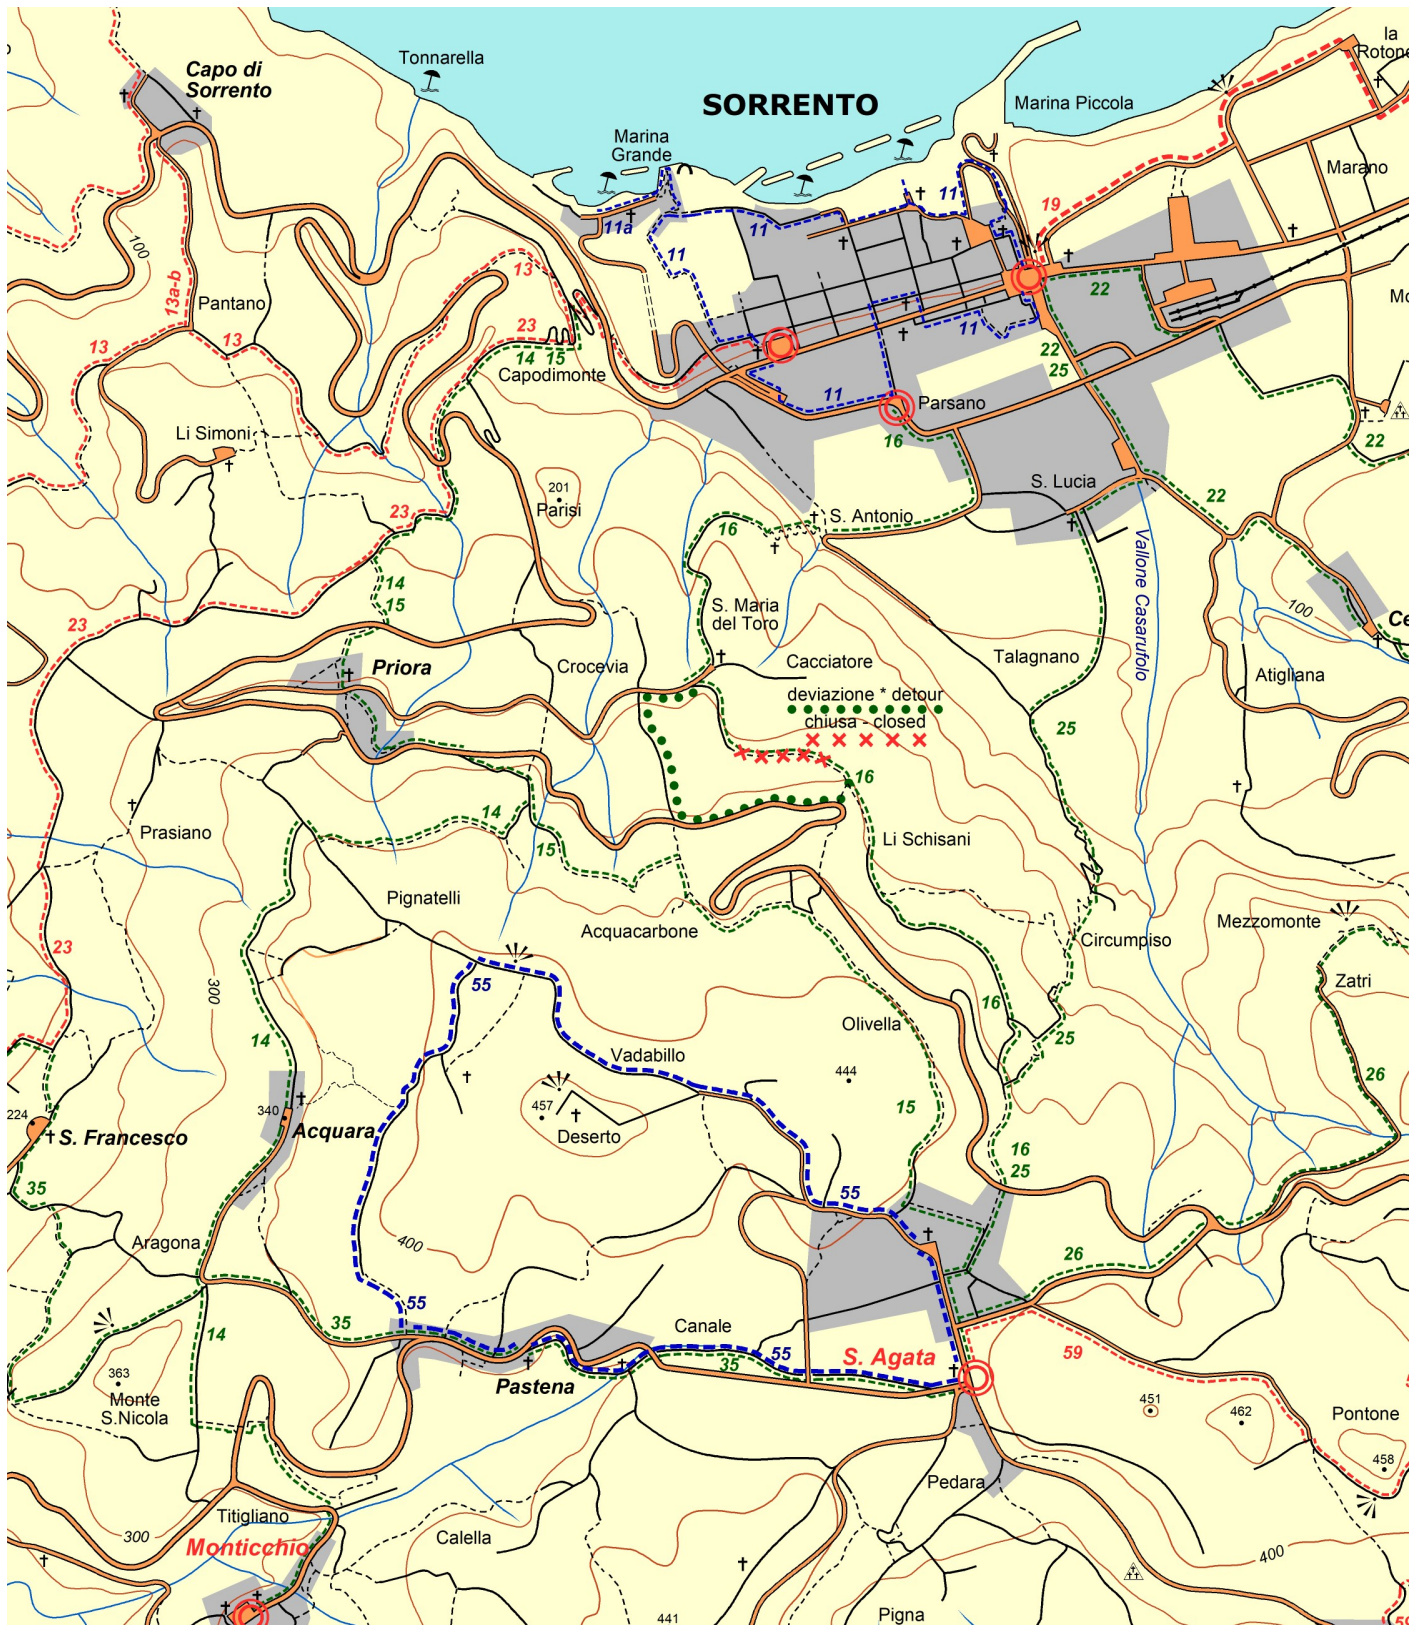 la
Rotone
Capo di
Sorrento
Tonnarella
SORRENTO
Marina Piccola
Marina
Grande
Marano
11
11a
11
11
19
100
13
13a-b
Pantano
22
13
13
23
11
14 15
Capodimonte
22
25
11
Parsano
16
Li Simoni
22
S. Lucia
201
Parisi
22
23
16
S. Antonio
Vallone Casarufolo
14
15
S. Maria
del Toro
100
23
Ce
Priora
Crocevia
Cacciatore
Talagnano
Atigliana
deviazione * detour
chiusa - closed
25
16
14
Prasiano
15
Li Schisani
Pignatelli
Mezzomonte
Acquacarbone
Circumpiso
23
55
Zatri
300
16
14
Olivella
25
Vadabillo
444
26
457
15
224
340
S. Francesco
Acquara
Deserto
16
25
35
55
Aragona
400
26
55
35
14
Canale
55
35
S. Agata
59
363
Monte
S.Nicola
Pastena
451
462
Pontone
458
Pedara
Titigliano
300
Calella
Monticchio
400
441
Pigna
59